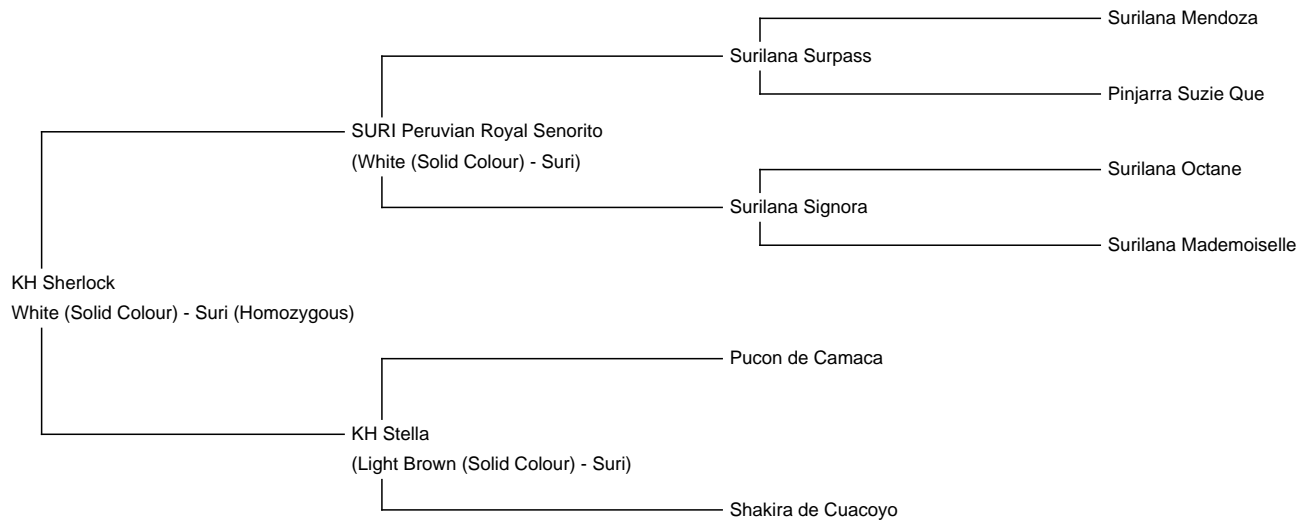 Surilana Mendoza
Surilana Surpass
Pinjarra Suzie Que
SURI Peruvian Royal Senorito
(White (Solid Colour) - Suri)
Surilana Octane
Surilana Signora
Surilana Mademoiselle
KH Sherlock
White (Solid Colour) - Suri (Homozygous)
Pucon de Camaca
KH Stella
(Light Brown (Solid Colour) - Suri)
Shakira de Cuacoyo